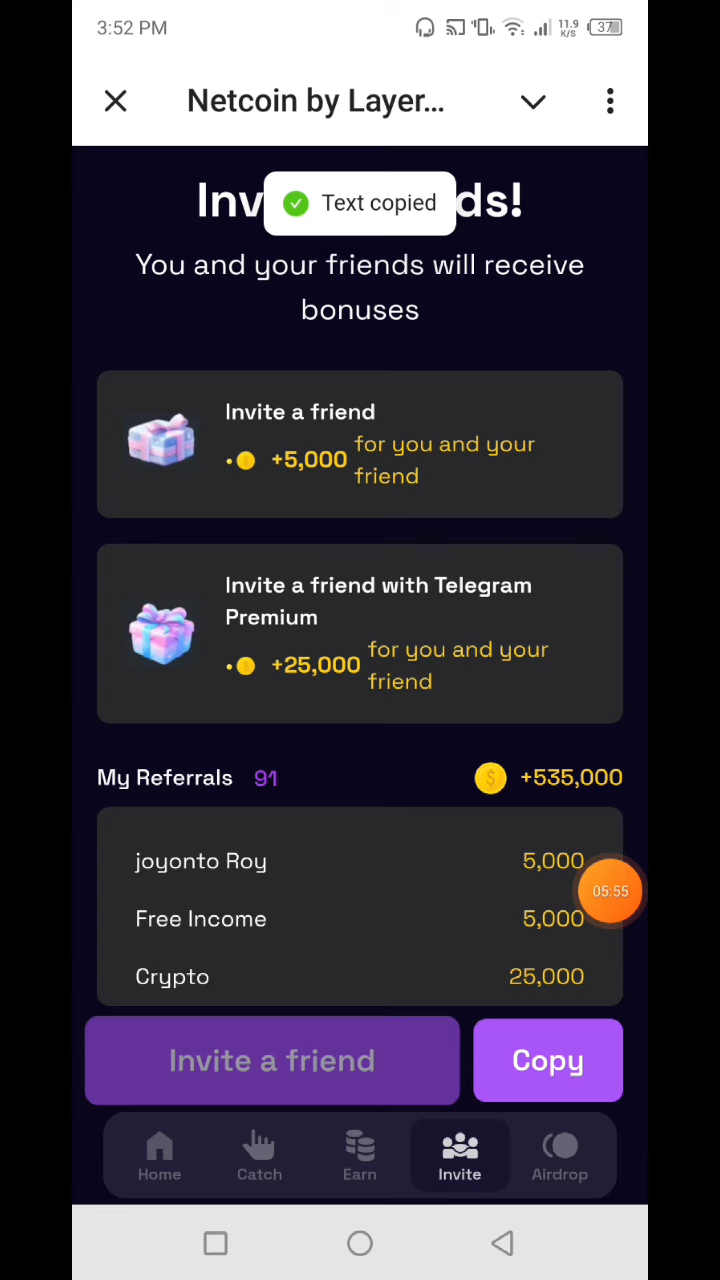 3:52 PM
11.9
K/S
37
Netcoin by Layer...
Inv
ds!
Text copied
You and your friends will receive
bonuses
Invite a friend
+5,000 for you and your
friend
Invite a friend with Telegram
Premium
+25,000 for you and your
friend
My Referrals 91 +535,000
joyonto Roy 5,000
Free Income 5,000
05:55
Crypto 25,000
Invite a friend
Copy
Home
Catch
Earn
Invite
Airdrop